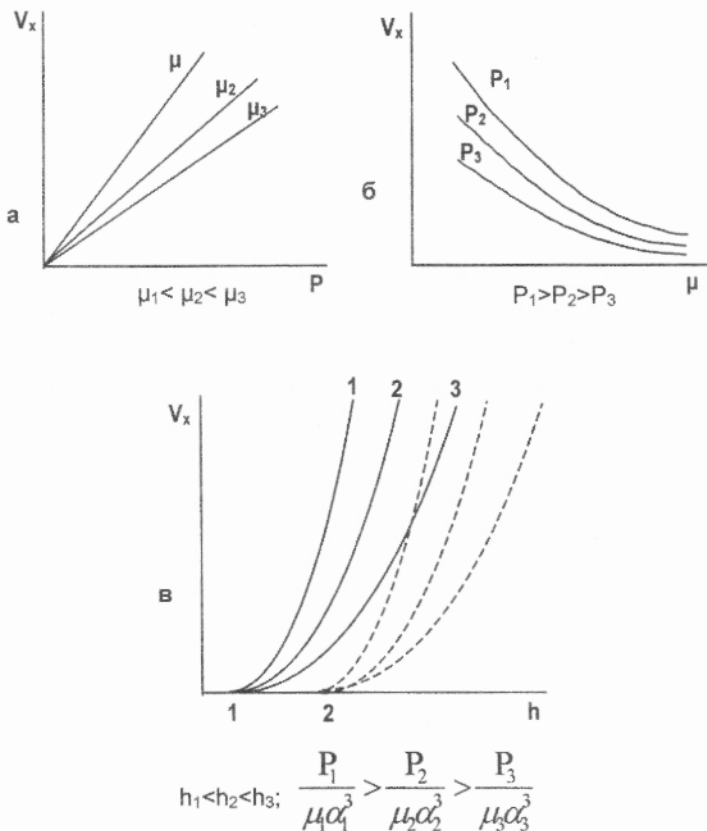 Vₓ
μ
μ₂
μ₃
а
P
μ₁< μ₂< μ₃
Vₓ
P₁
P₂
P₃
б
μ
P₁>P₂>P₃
Vₓ
1 2 3
в
1 2 h
h₁<h₂<h₃; P₁/μ₁α₁³ > P₂/μ₂α₂³ > P₃/μ₃α₃³